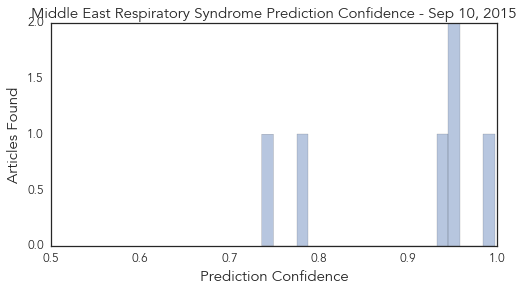 Middle East Respiratory Syndrome Prediction Confidence - Sep 10, 2015
2.0
1.5
1.0
0.5
0.0
Articles Found
0.5 0.6 0.7 0.8 0.9 1.0
Prediction Confidence